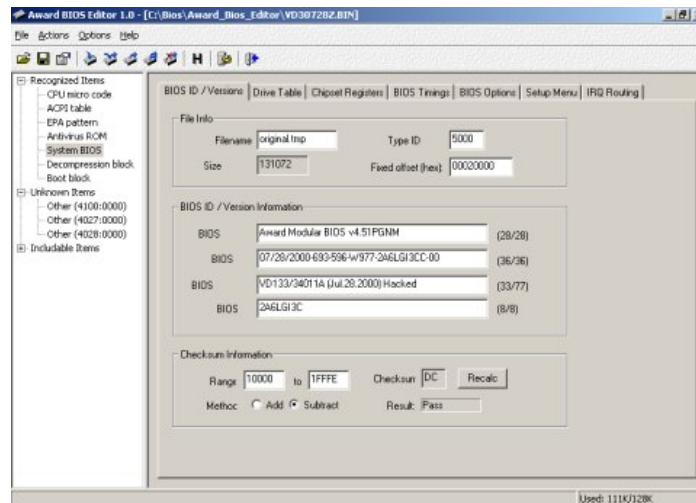 Award BIOS Editor 1.0 - [C:\Bios\Award_Bios_Editor\VD30728Z.BIN]
File Actions Options Help
H
Recognized Items
CPU micro code
ACPI table
EPA pattern
Antivirus ROM
System BIOS
Decompression block
Boot block
Unknown Items
Other (4100:0000)
Other (4027:0000)
Other (4028:0000)
Includable Items
BIOS ID / Versions Drive Table Chipset Registers BIOS Timings BIOS Options Setup Menu IRQ Routing
File Info
Filename original.tmp Type ID 5000
Size 131072 Fixed offset (hex): 00020000
BIOS ID / Version Information
BIOS Award Modular BIOS v4.51PGNM (28/28)
BIOS 07/28/2000-693-596-W977-2A6LGI3CC-00 (36/36)
BIOS VD133/34011A (Jul.28.2000) Hacked (33/77)
BIOS 2A6LGI3C (8/8)
Checksum Information
Range 10000 to 1FFFE Checksum DC Recalc
Method Add Subtract Result: Pass
Used: 111K/128K